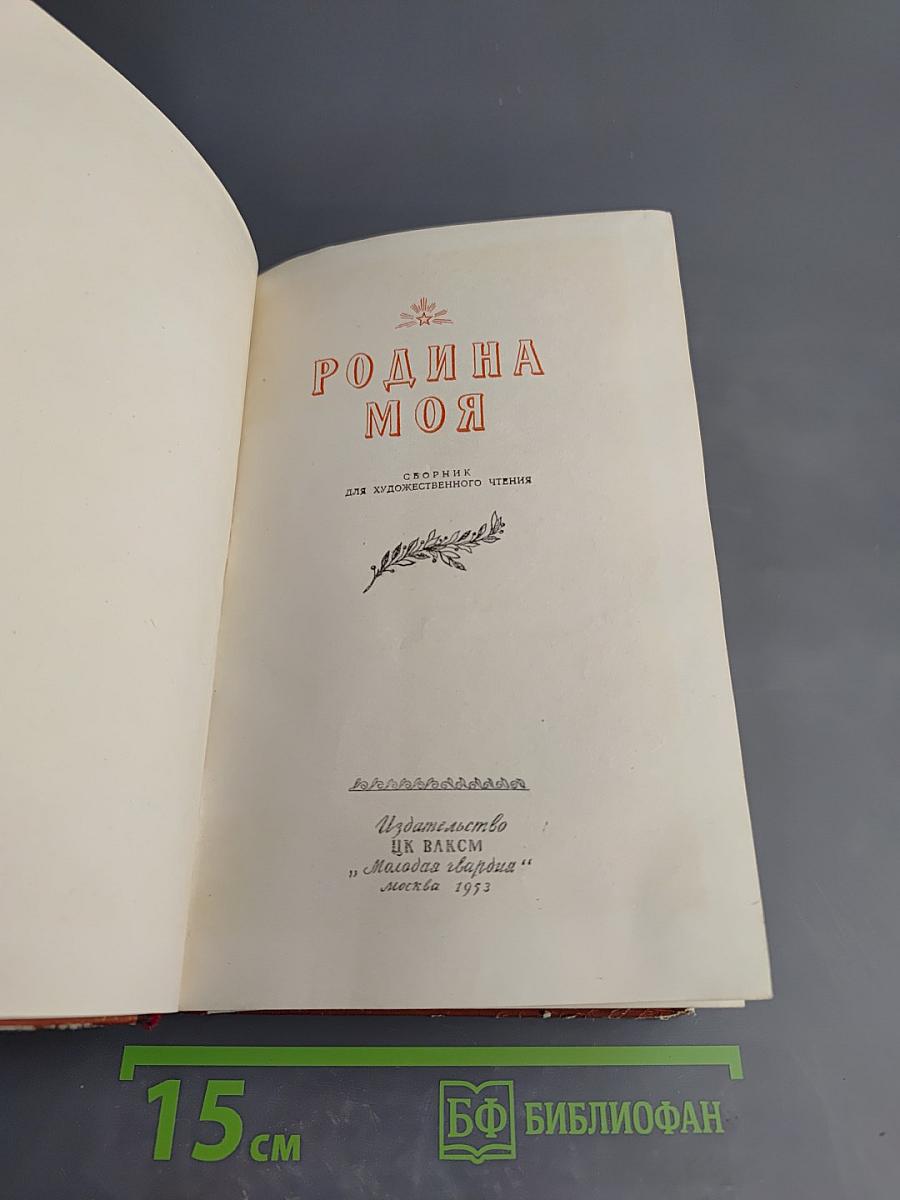 РОДИНА
МОЯ
СБОРНИК
ДЛЯ ХУДОЖЕСТВЕННОГО ЧТЕНИЯ
Издательство
ЦК ВЛКСМ
„Молодая гвардия“
Москва 1953
15 см
БФ БИБЛИОФАН